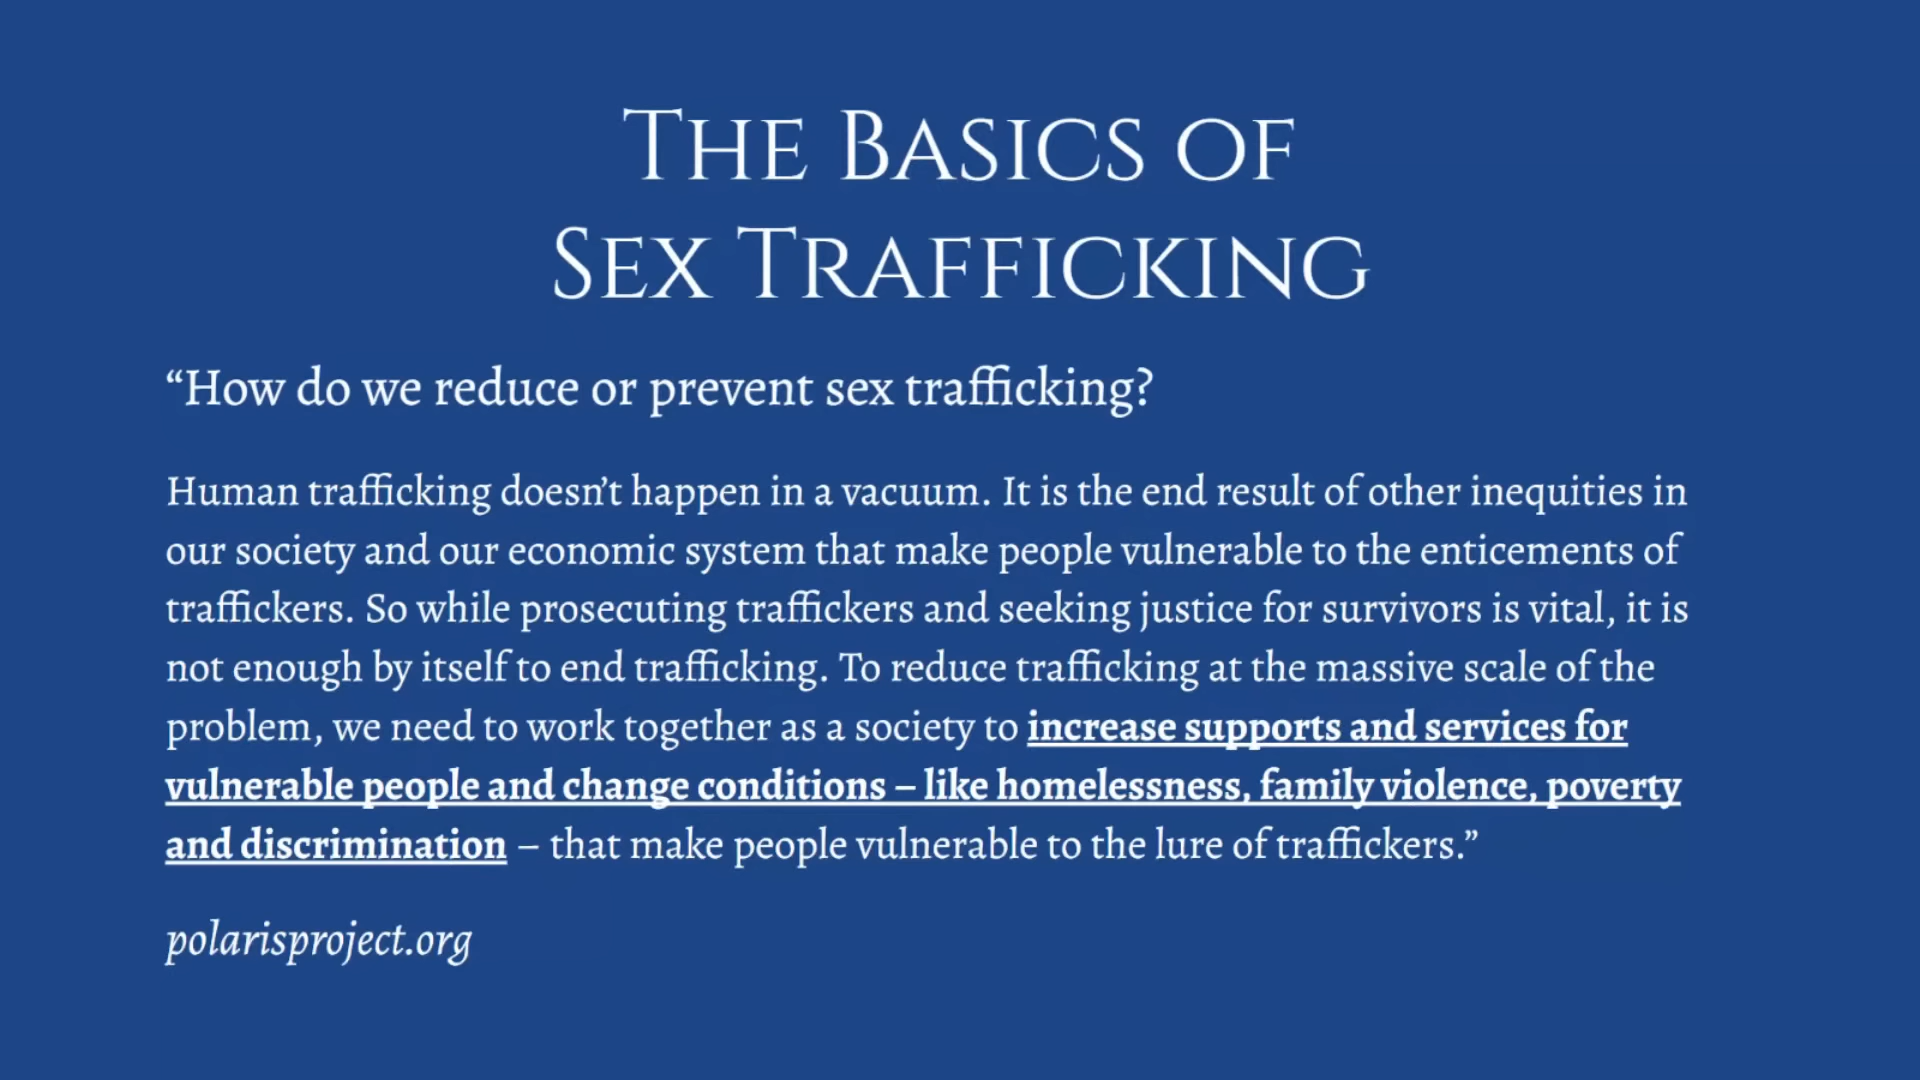 The Basics of
Sex Trafficking
“How do we reduce or prevent sex trafficking?
Human trafficking doesn’t happen in a vacuum. It is the end result of other inequities in
our society and our economic system that make people vulnerable to the enticements of
traffickers. So while prosecuting traffickers and seeking justice for survivors is vital, it is
not enough by itself to end trafficking. To reduce trafficking at the massive scale of the
problem, we need to work together as a society to increase supports and services for
vulnerable people and change conditions – like homelessness, family violence, poverty
and discrimination – that make people vulnerable to the lure of traffickers.”
polarisproject.org